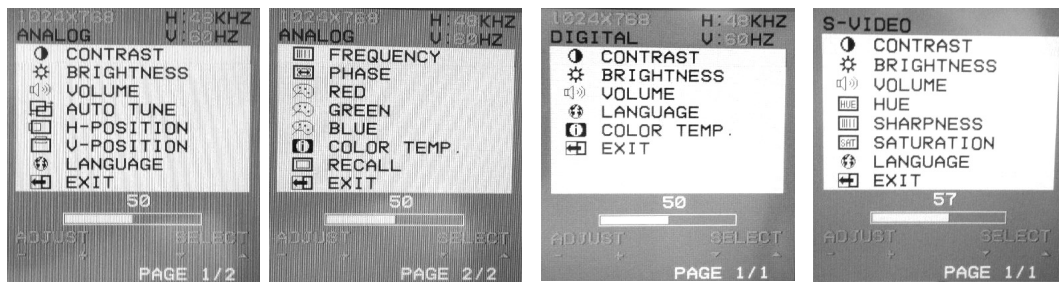 1024X768 H:48KHZ
ANALOG V:60HZ
CONTRAST
BRIGHTNESS
VOLUME
AUTO TUNE
H-POSITION
V-POSITION
LANGUAGE
EXIT
50
ADJUST SELECT
- + ▼ ▲
PAGE 1/2
1024X768 H:48KHZ
ANALOG V:60HZ
FREQUENCY
PHASE
RED
GREEN
BLUE
COLOR TEMP.
RECALL
EXIT
50
ADJUST SELECT
- + ▼ ▲
PAGE 2/2
1024X768 H:48KHZ
DIGITAL V:60HZ
CONTRAST
BRIGHTNESS
VOLUME
LANGUAGE
COLOR TEMP.
EXIT
50
ADJUST SELECT
- + ▼ ▲
PAGE 1/1
S-VIDEO
CONTRAST
BRIGHTNESS
VOLUME
HUE HUE
SHARPNESS
SAT SATURATION
LANGUAGE
EXIT
57
ADJUST SELECT
- + ▼ ▲
PAGE 1/1